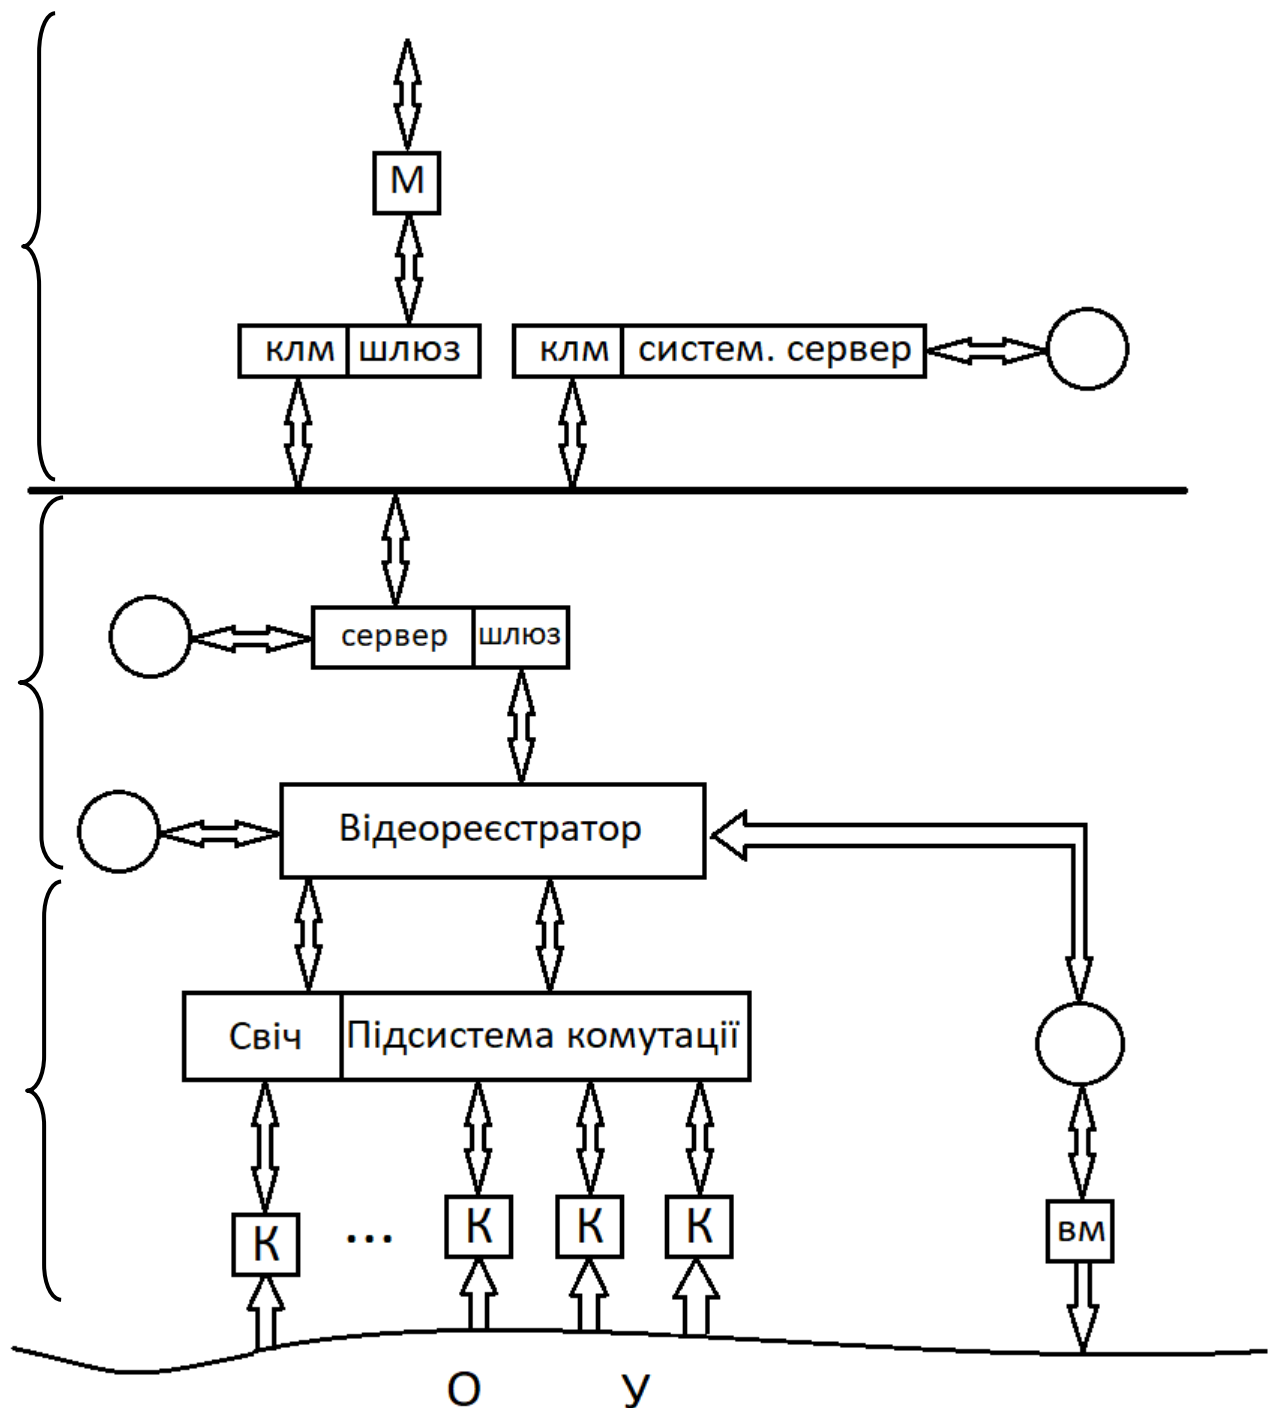 М
клм шлюз клм систем. сервер
сервер шлюз
Відеореєстратор
Свіч Підсистема комутації
К ... К К К вм
О У